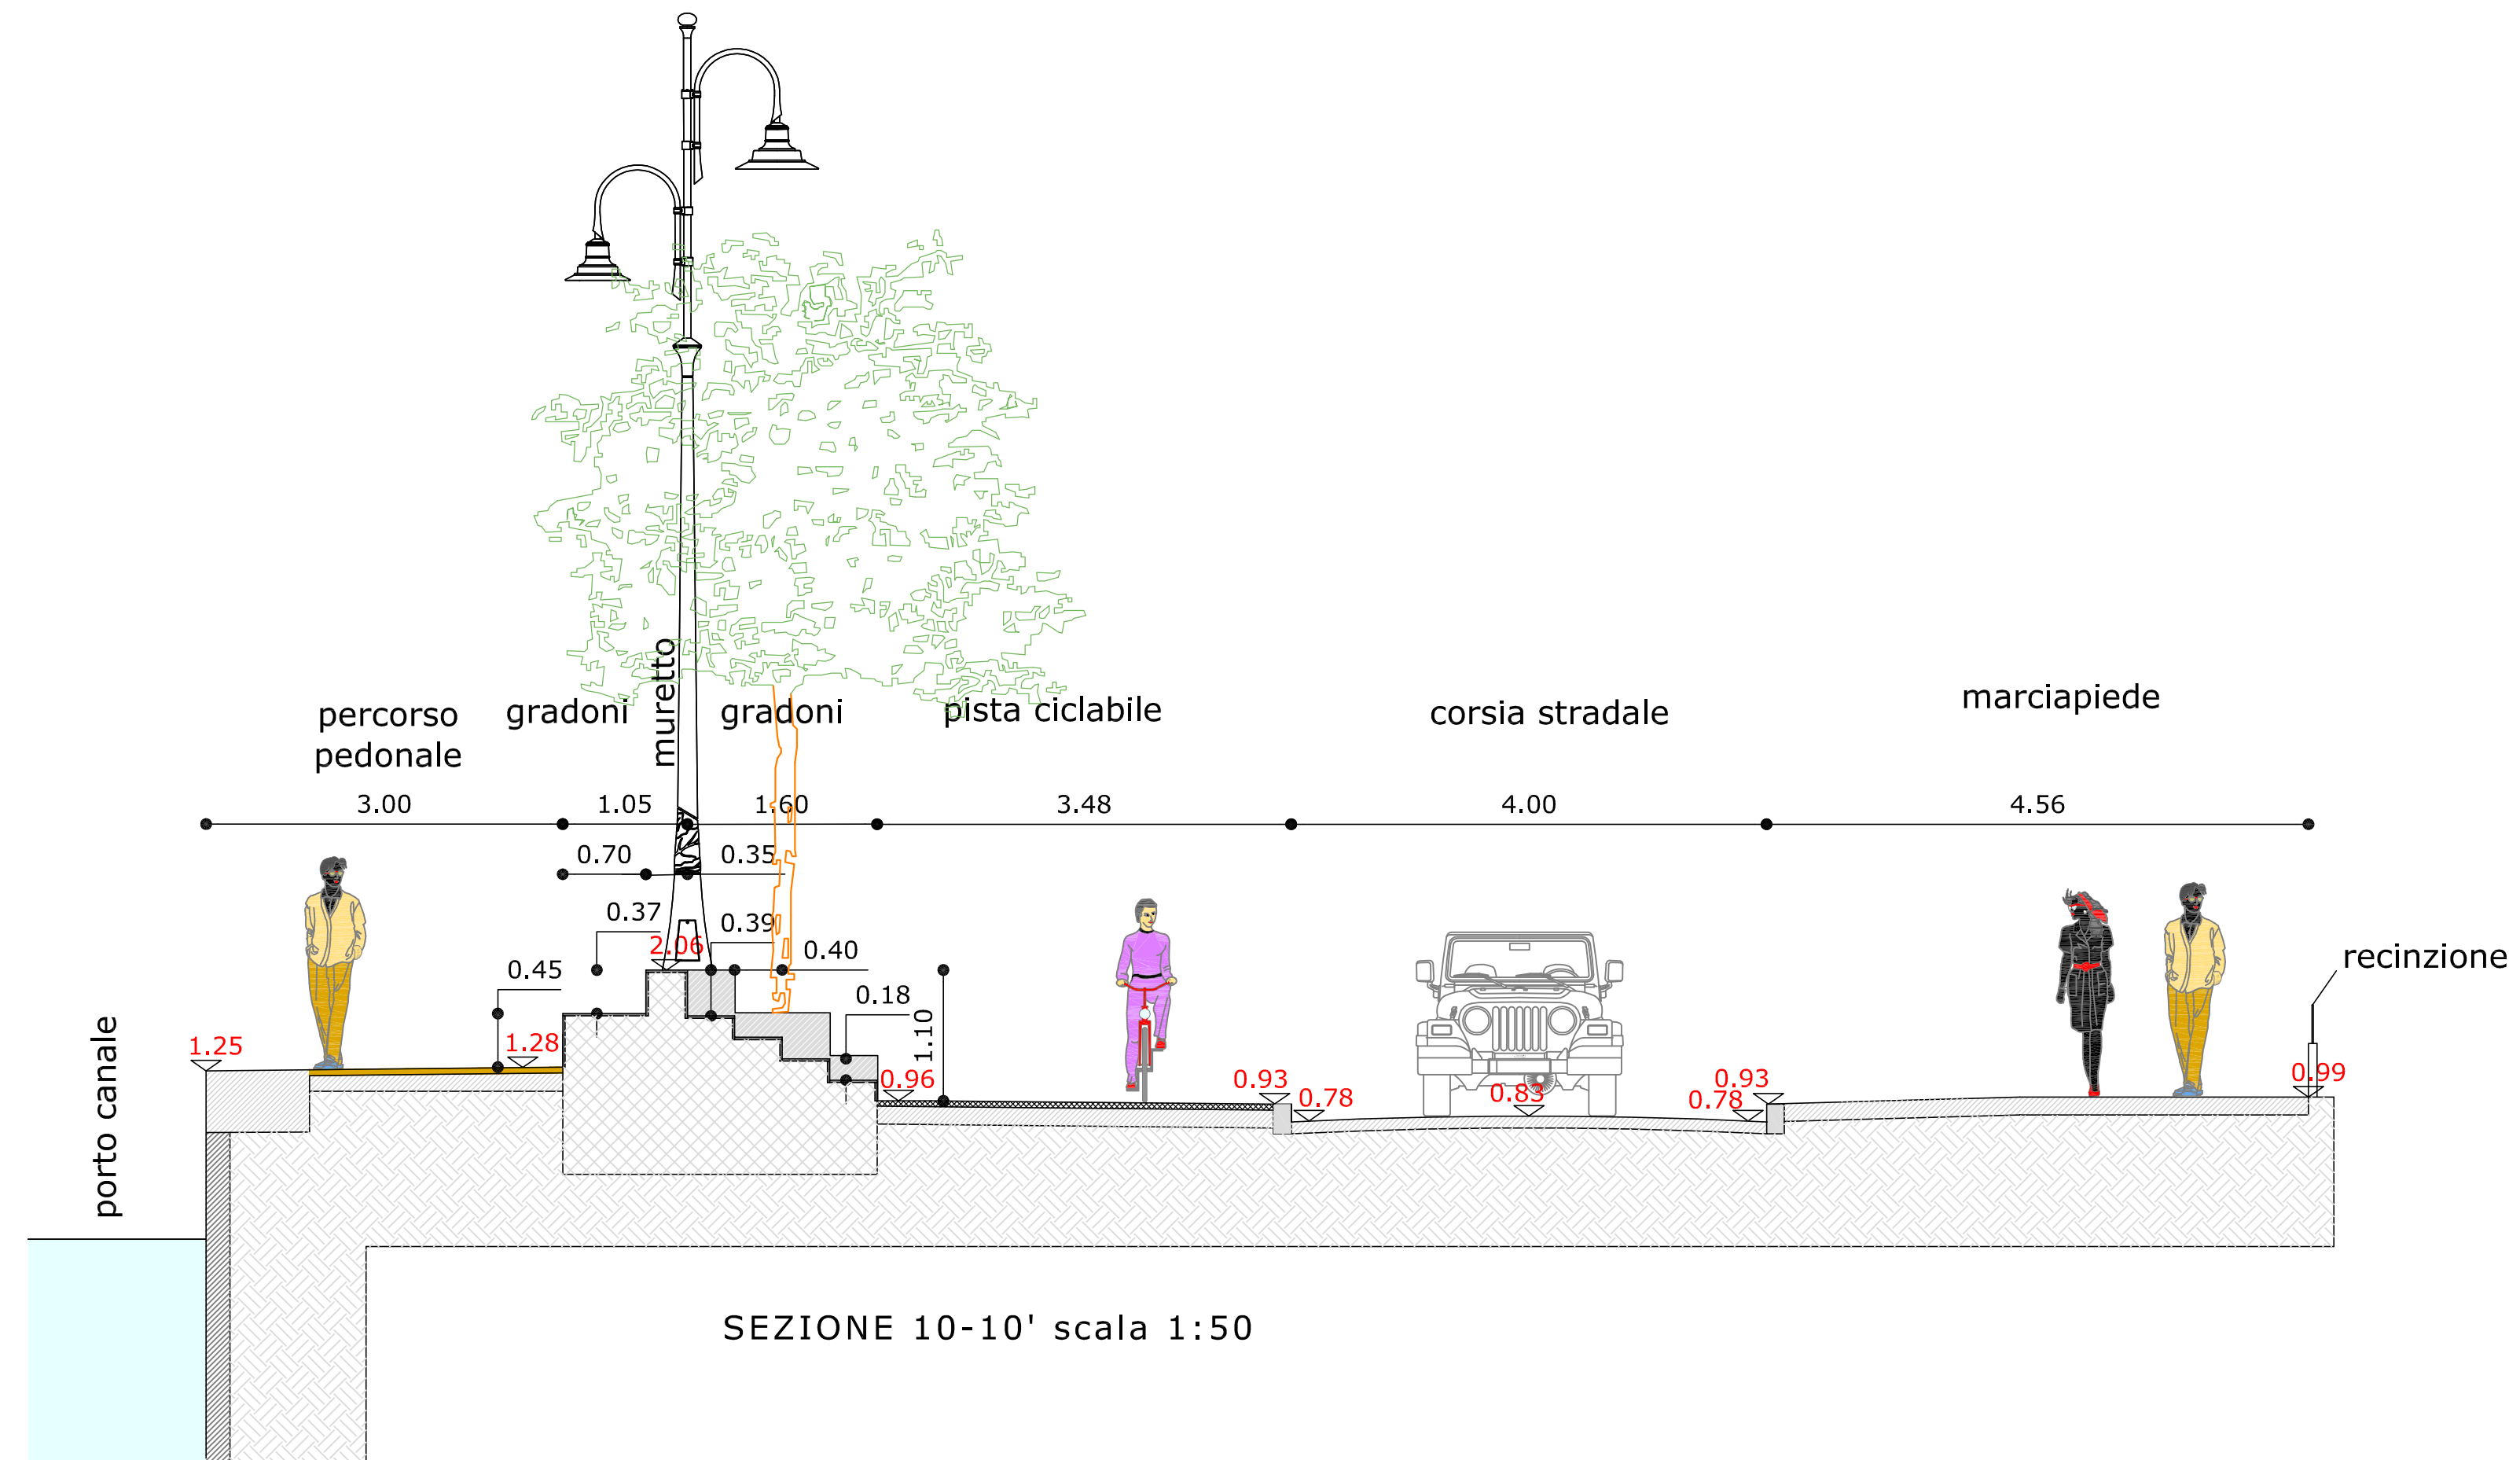 muretto
percorso
pedonale
gradoni
gradoni
pista ciclabile
corsia stradale
marciapiede
3.00
1.05
1.60
3.48
4.00
4.56
0.70
0.35
0.37
0.39
2.06
0.40
0.45
0.18
1.10
recinzione
porto canale
1.25
1.28
0.96
0.93
0.78
0.83
0.93
0.78
0.99
SEZIONE 10-10' scala 1:50